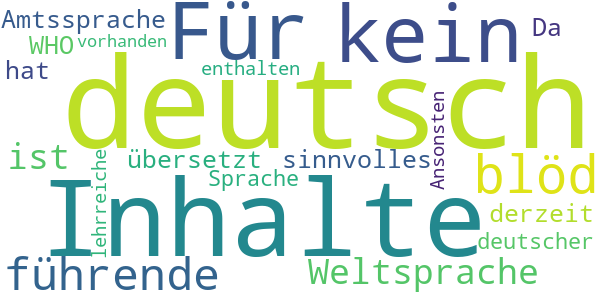 Amtssprache Für kein Da
WHO vorhanden
hat enthalten
deutsch
Ansonsten
ist übersetzt sinnvolles blöd
lehrreiche Sprache
Inhalte derzeit
deutscher
führende Weltsprache